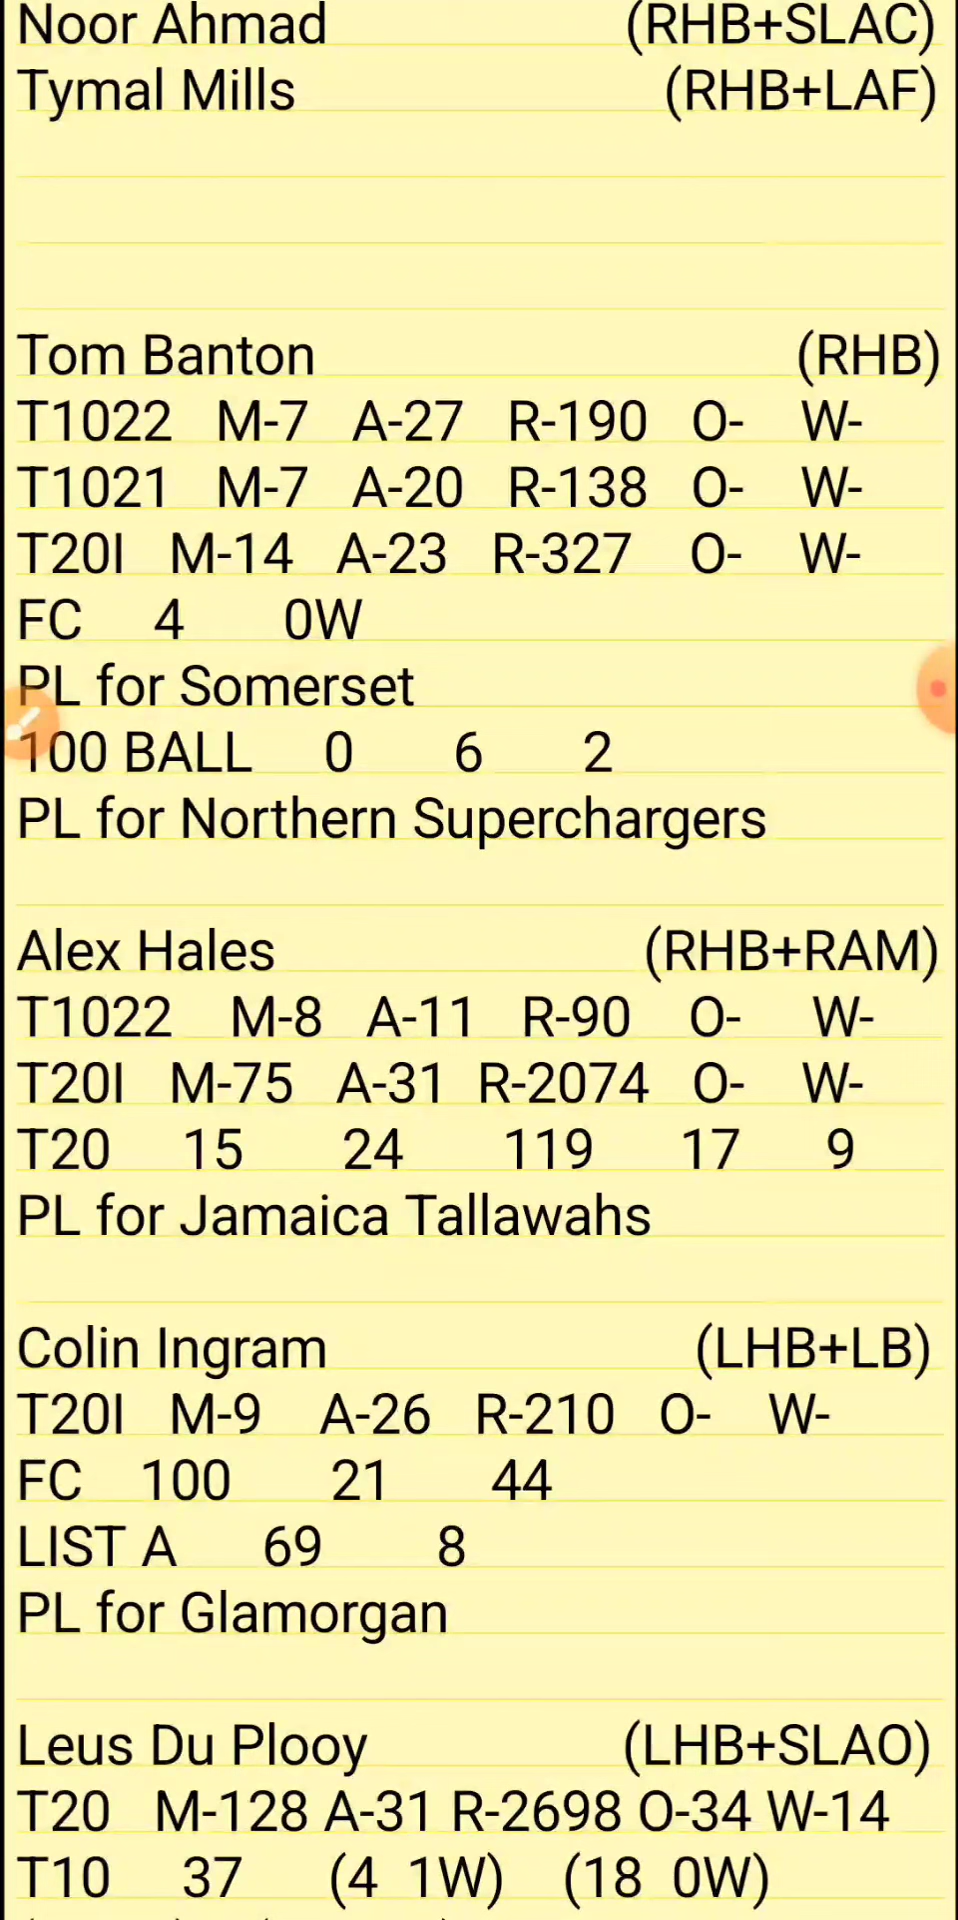 Noor Ahmad (RHB+SLAC)
Tymal Mills (RHB+LAF)
Tom Banton (RHB)
T1022 M-7 A-27 R-190 O- W-
T1021 M-7 A-20 R-138 O- W-
T20I M-14 A-23 R-327 O- W-
FC 4 0W
PL for Somerset
100 BALL 0 6 2
PL for Northern Superchargers
Alex Hales (RHB+RAM)
T1022 M-8 A-11 R-90 O- W-
T20I M-75 A-31 R-2074 O- W-
T20 15 24 119 17 9
PL for Jamaica Tallawahs
Colin Ingram (LHB+LB)
T20I M-9 A-26 R-210 O- W-
FC 100 21 44
LIST A 69 8
PL for Glamorgan
Leus Du Plooy (LHB+SLAO)
T20 M-128 A-31 R-2698 O-34 W-14
T10 37 (4 1W) (18 0W)